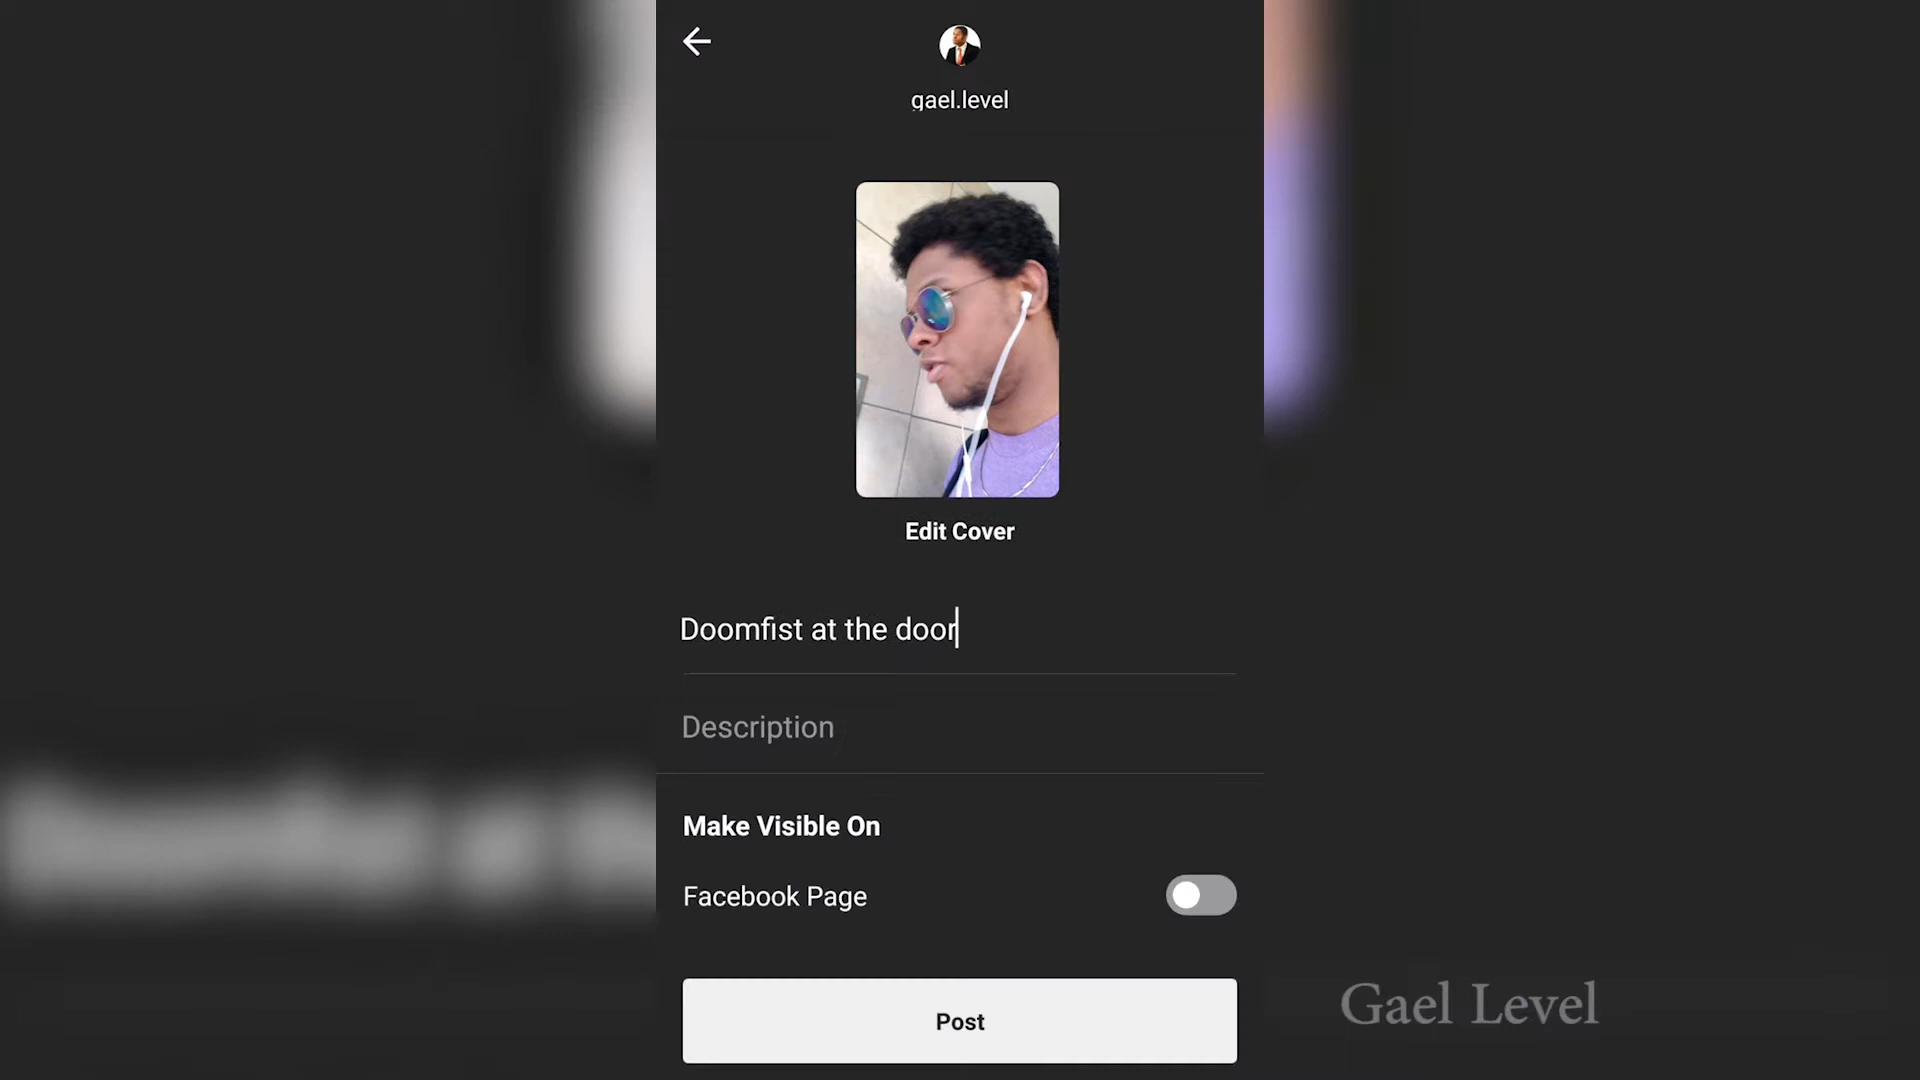 gael.level
Edit Cover
Doomfist at the door
Description
Make Visible On
Facebook Page
Post
Gael Level